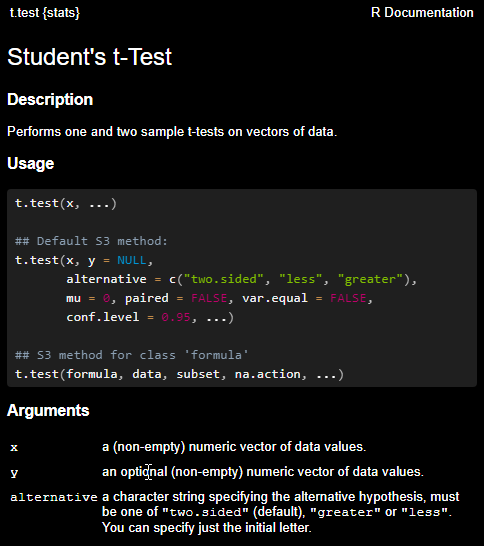 t.test {stats} R Documentation
Student's t-Test
Description
Performs one and two sample t-tests on vectors of data.
Usage
t.test(x, ...)
## Default S3 method:
t.test(x, y = NULL,
       alternative = c("two.sided", "less", "greater"),
       mu = 0, paired = FALSE, var.equal = FALSE,
       conf.level = 0.95, ...)
## S3 method for class 'formula'
t.test(formula, data, subset, na.action, ...)
Arguments
x a (non-empty) numeric vector of data values.
y an optional (non-empty) numeric vector of data values.
alternative a character string specifying the alternative hypothesis, must
be one of "two.sided" (default), "greater" or "less".
You can specify just the initial letter.